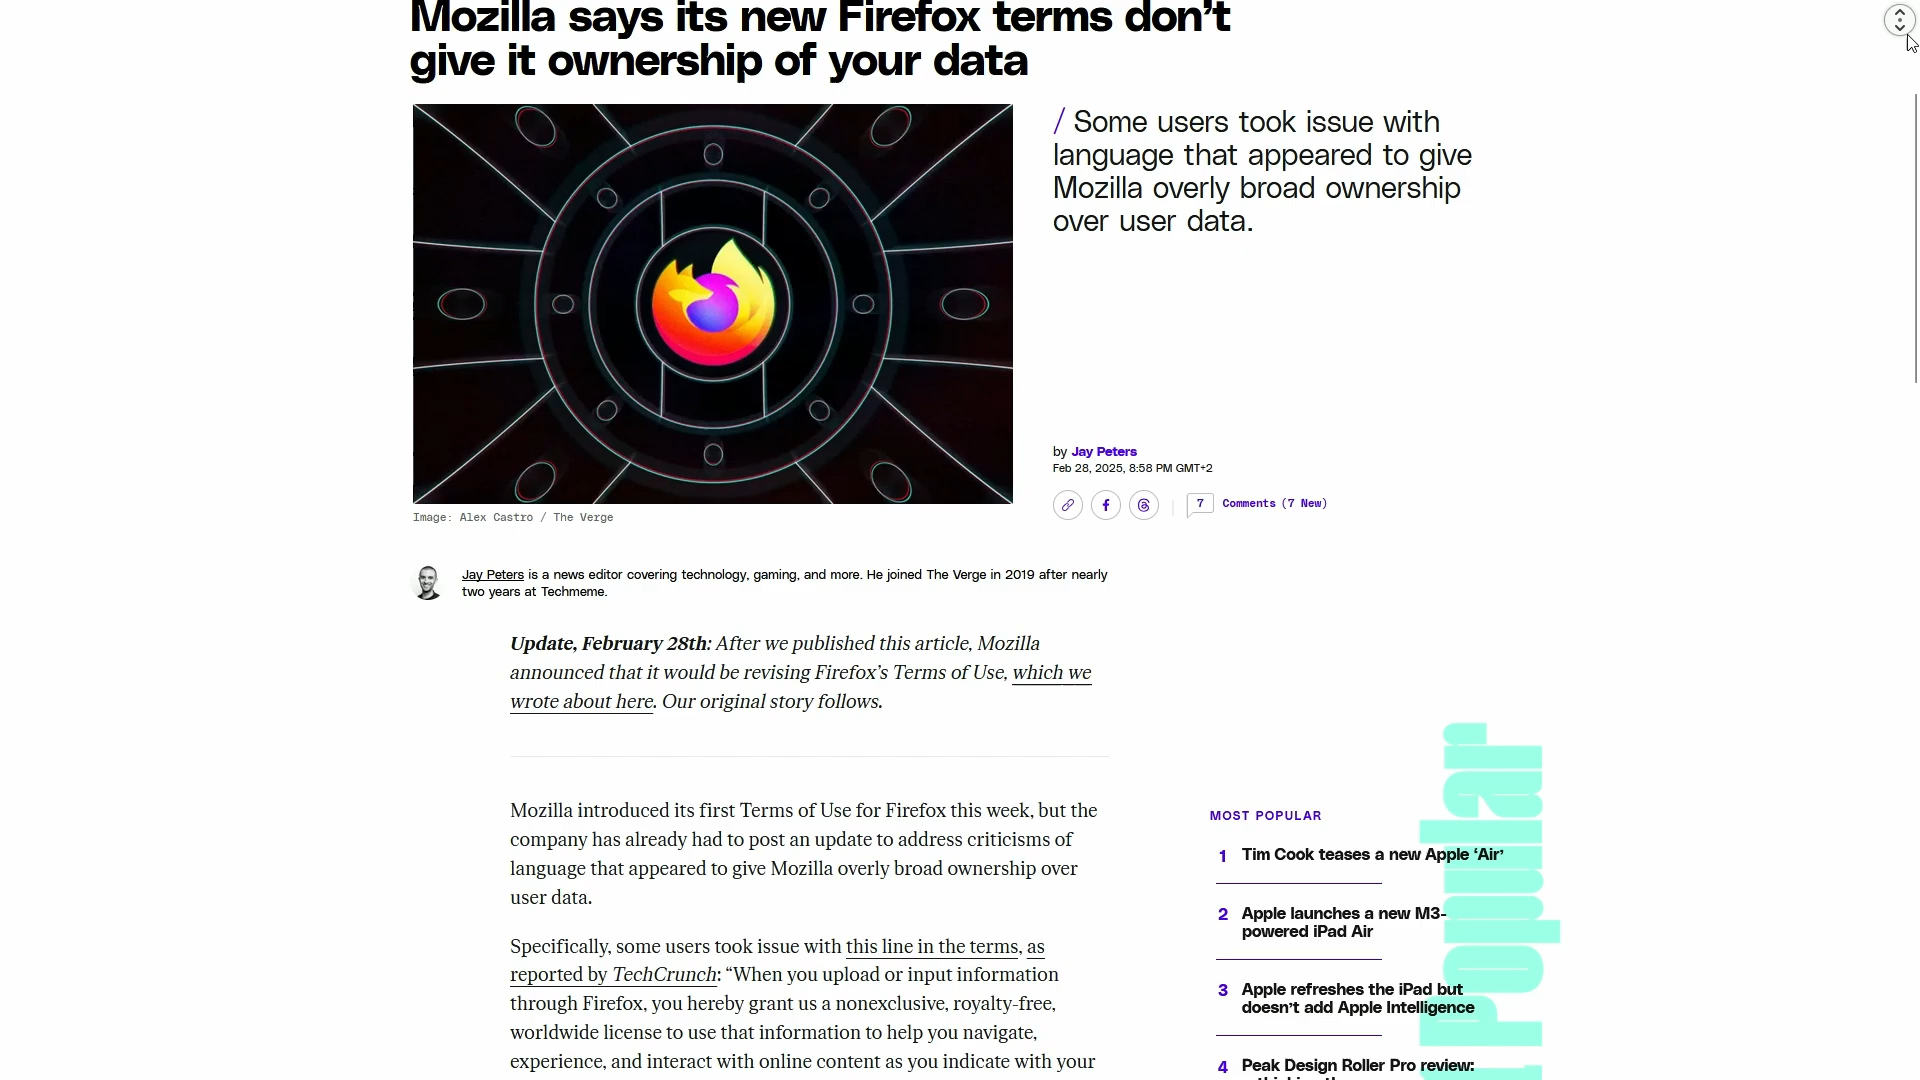 Mozilla says its new Firefox terms don’t
give it ownership of your data
/ Some users took issue with
language that appeared to give
Mozilla overly broad ownership
over user data.
by Jay Peters
Feb 28, 2025, 8:58 PM GMT+2
7 Comments (7 New)
Image: Alex Castro / The Verge
Jay Peters is a news editor covering technology, gaming, and more. He joined The Verge in 2019 after nearly
two years at Techmeme.
Update, February 28th: After we published this article, Mozilla
announced that it would be revising Firefox’s Terms of Use, which we
wrote about here. Our original story follows.
Mozilla introduced its first Terms of Use for Firefox this week, but the
company has already had to post an update to address criticisms of
language that appeared to give Mozilla overly broad ownership over
user data.
Specifically, some users took issue with this line in the terms, as
reported by TechCrunch: “When you upload or input information
through Firefox, you hereby grant us a nonexclusive, royalty-free,
worldwide license to use that information to help you navigate,
experience, and interact with online content as you indicate with your
Popular
MOST POPULAR
1 Tim Cook teases a new Apple ‘Air’
2 Apple launches a new M3-
powered iPad Air
3 Apple refreshes the iPad but
doesn’t add Apple Intelligence
4 Peak Design Roller Pro review: